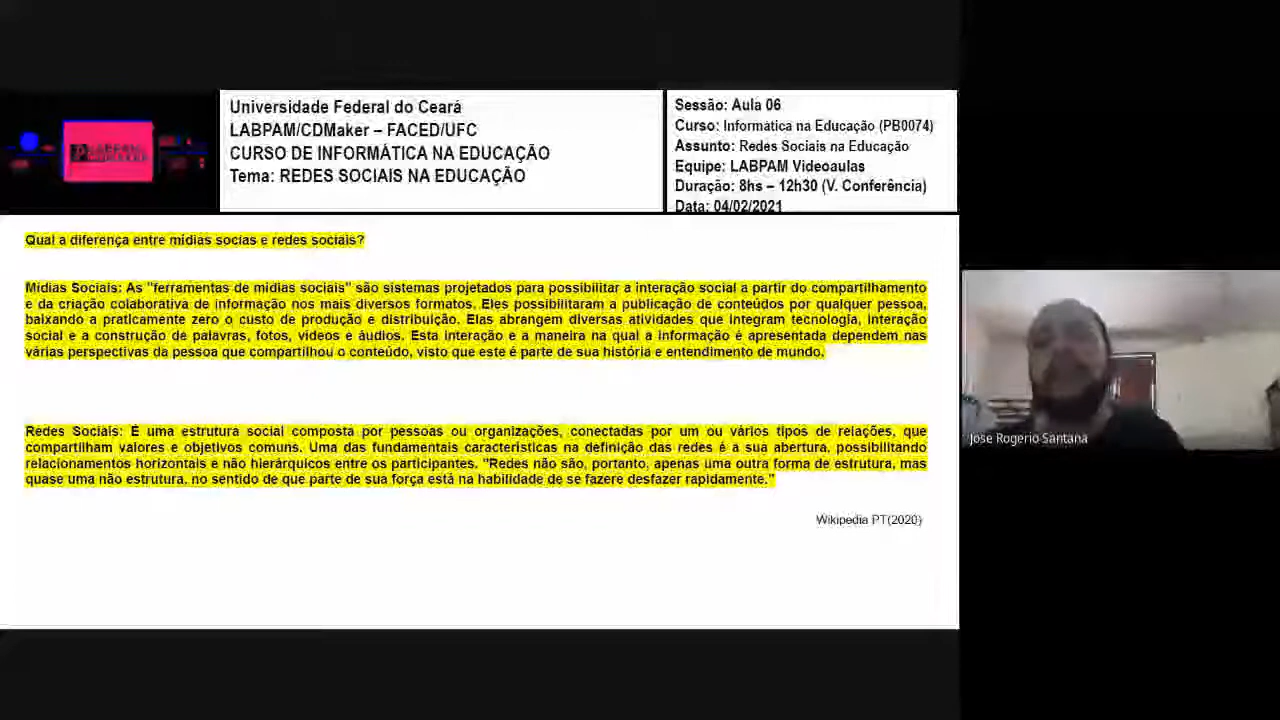 Universidade Federal do Ceará
LABPAM/CDMaker – FACED/UFC
CURSO DE INFORMÁTICA NA EDUCAÇÃO
Tema: REDES SOCIAIS NA EDUCAÇÃO
Sessão: Aula 06
Curso: Informática na Educação (PB0074)
Assunto: Redes Sociais na Educação
Equipe: LABPAM Videoaulas
Duração: 8hs – 12h30 (V. Conferência)
Data: 04/02/2021
Qual a diferença entre mídias socias e redes sociais?
Mídias Sociais: As "ferramentas de mídias sociais" são sistemas projetados para possibilitar a interação social a partir do compartilhamento
e da criação colaborativa de informação nos mais diversos formatos. Eles possibilitaram a publicação de conteúdos por qualquer pessoa,
baixando a praticamente zero o custo de produção e distribuição. Elas abrangem diversas atividades que integram tecnologia, interação
social e a construção de palavras, fotos, vídeos e áudios. Esta interação e a maneira na qual a informação é apresentada dependem nas
várias perspectivas da pessoa que compartilhou o conteúdo, visto que este é parte de sua história e entendimento de mundo.
Redes Sociais: É uma estrutura social composta por pessoas ou organizações, conectadas por um ou vários tipos de relações, que
compartilham valores e objetivos comuns. Uma das fundamentais características na definição das redes é a sua abertura, possibilitando
relacionamentos horizontais e não hierárquicos entre os participantes. "Redes não são, portanto, apenas uma outra forma de estrutura, mas
quase uma não estrutura, no sentido de que parte de sua força está na habilidade de se fazere desfazer rapidamente."
Wikipedia PT(2020)
Jose Rogerio Santana